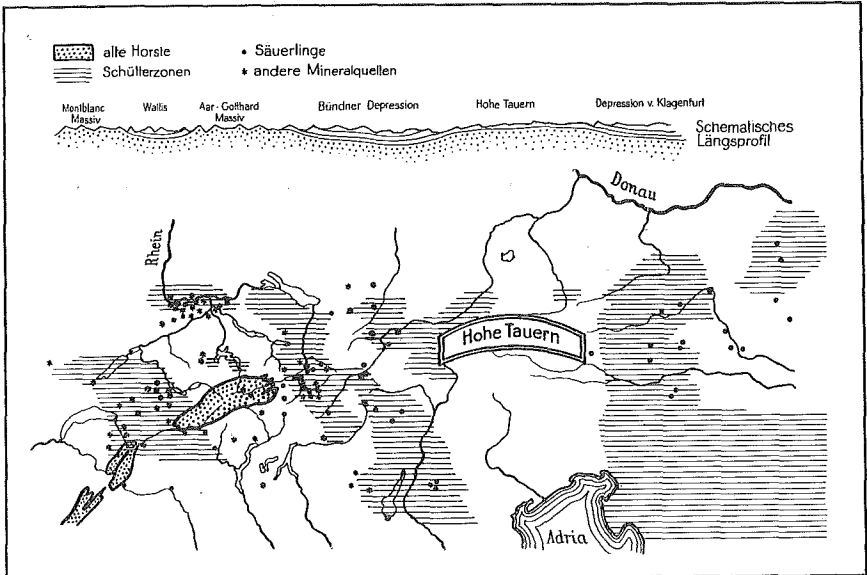 alte Horste
Schütterzonen
• Säuerlinge
* andere Mineralquellen
Montblanc
Massiv
Wallis
Aar-Gotthard
Massiv
Bündner Depression
Hohe Tauern
Depression v. Klagenfurt
Schematisches
Längsprofil
Donau
Rhein
Hohe Tauern
Adria